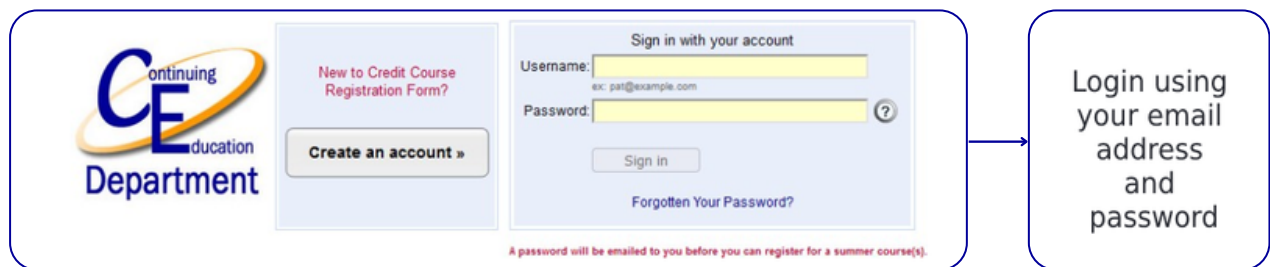 Continuing
Education
Department
New to Credit Course
Registration Form?
Create an account »
Sign in with your account
Username:
ex: pat@example.com
Password:
?
Sign in
Forgotten Your Password?
A password will be emailed to you before you can register for a summer course(s).
Login using
your email
address
and
password